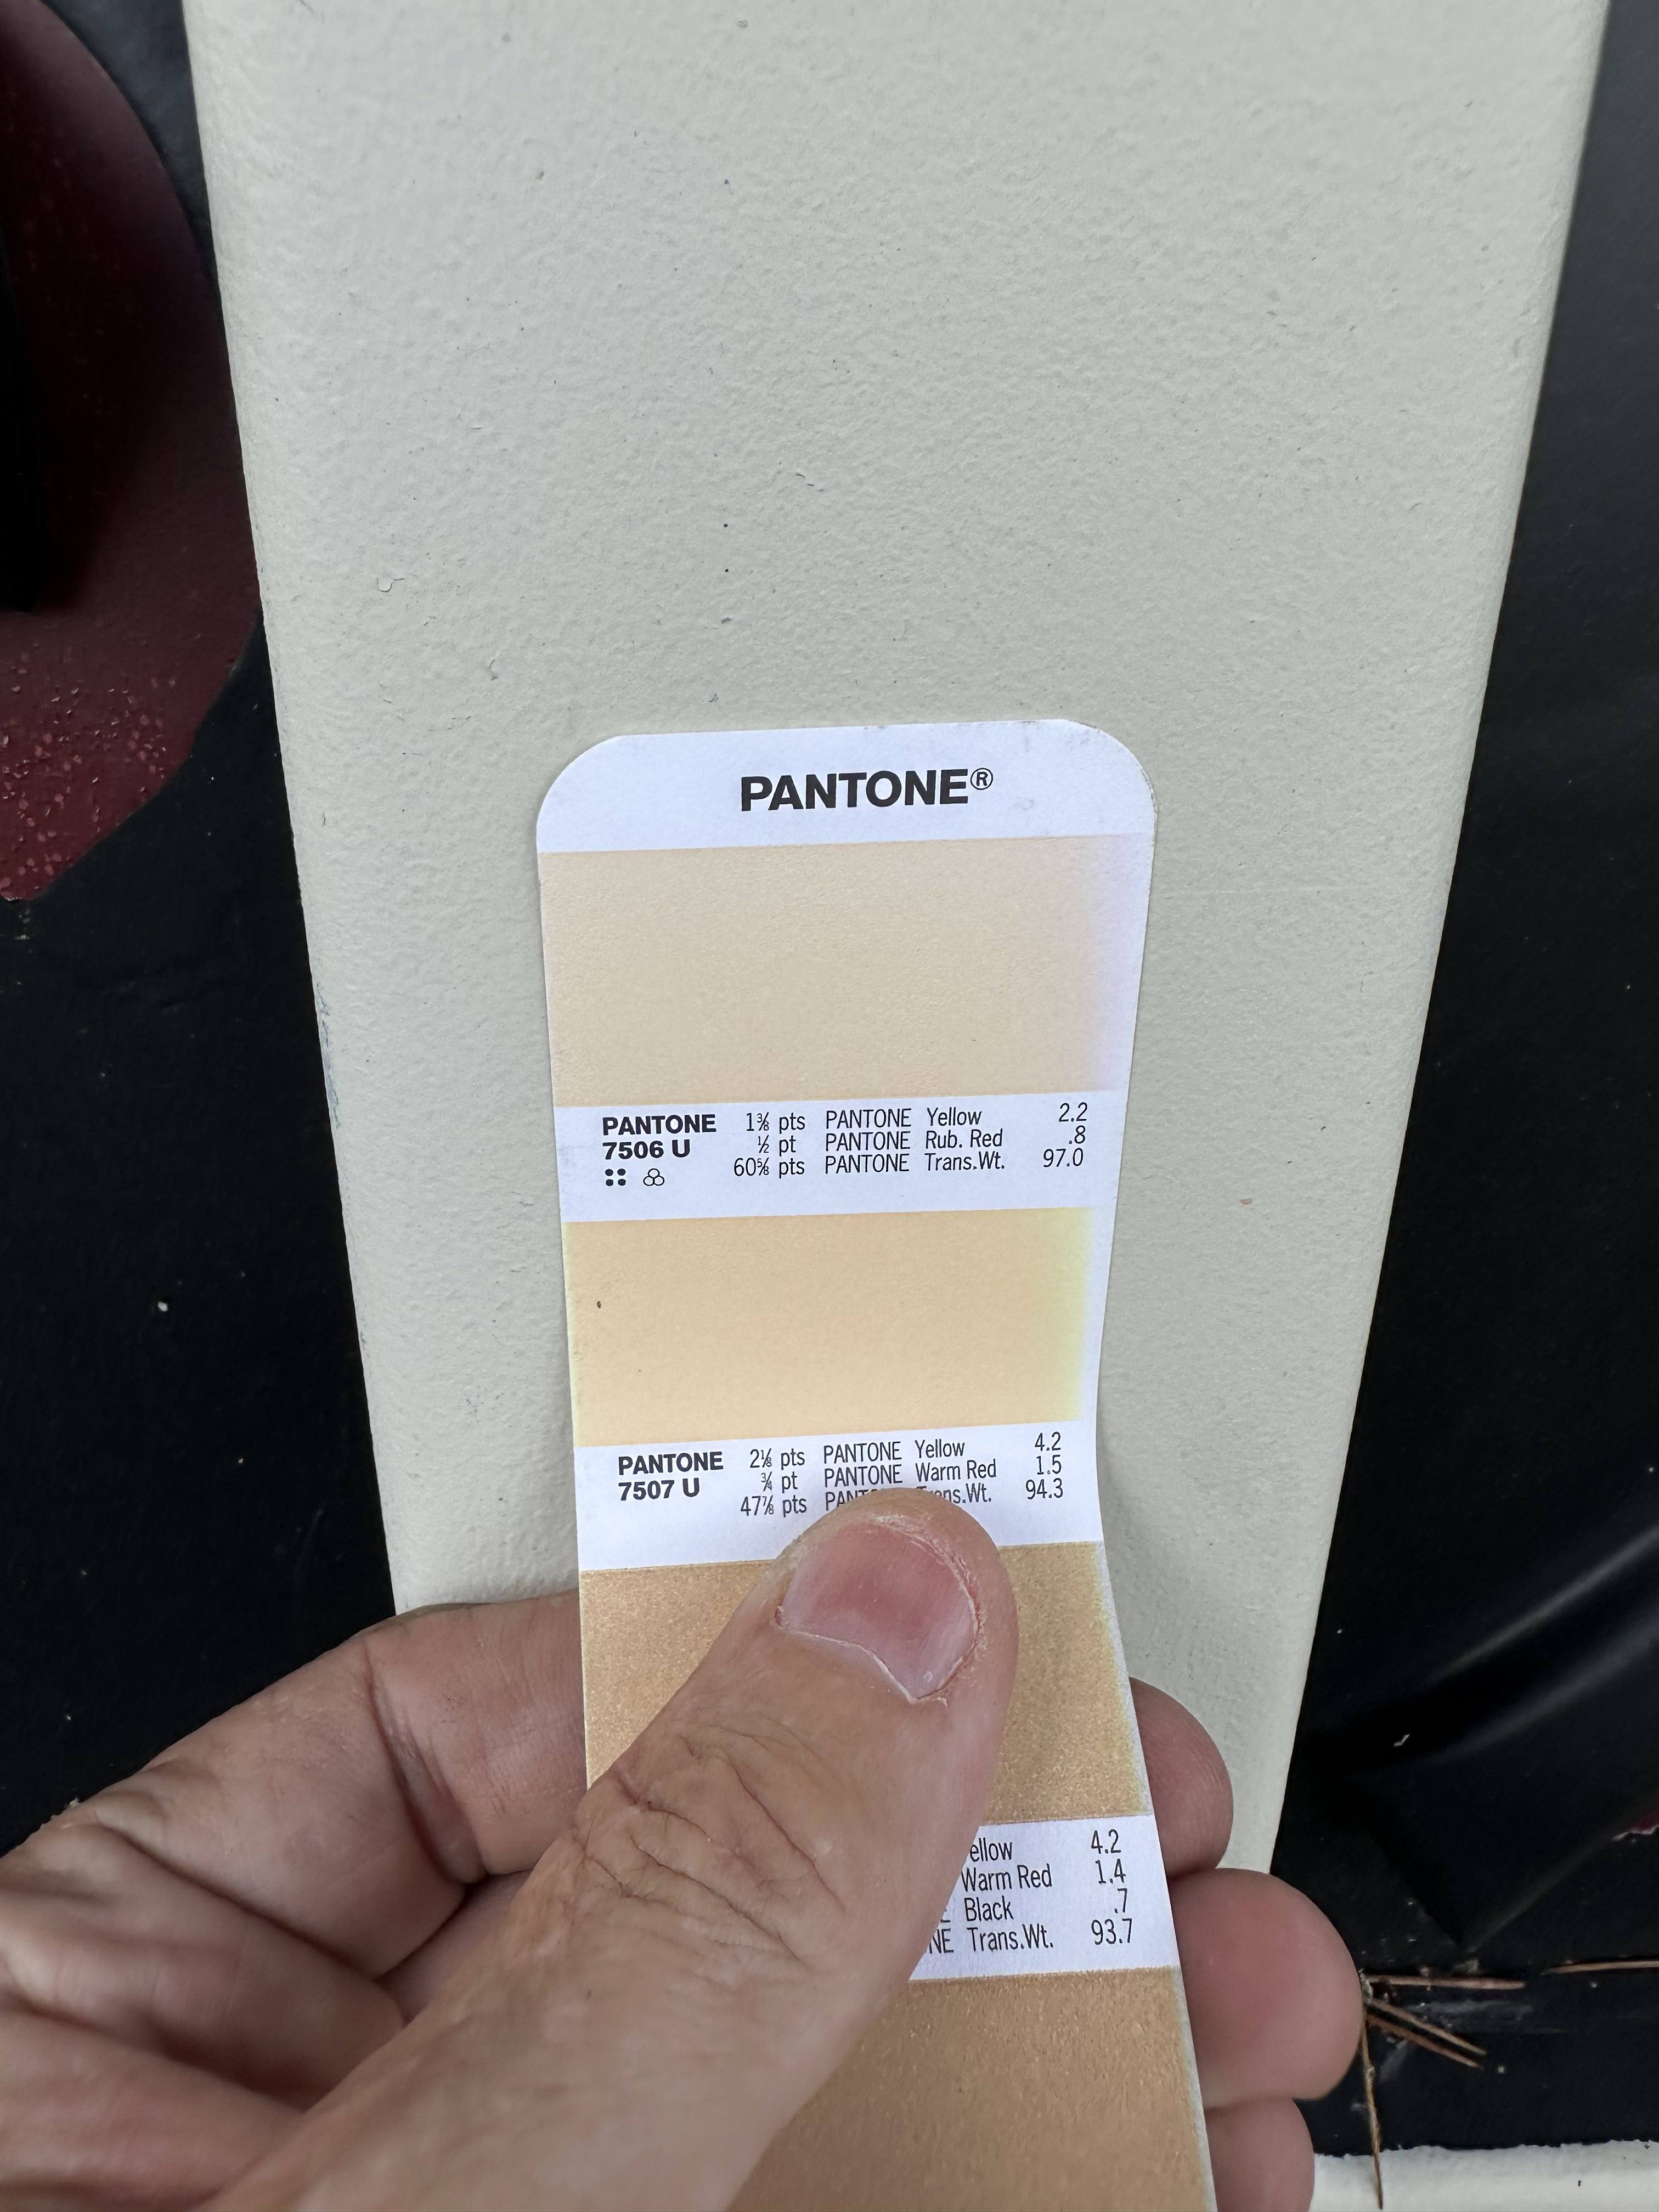 PANTONE®
PANTONE 1⅜ pts PANTONE Yellow 2.2
7506 U ½ pt PANTONE Rub. Red .8
60⅝ pts PANTONE Trans.Wt. 97.0
PANTONE 2⅛ pts PANTONE Yellow 4.2
7507 U ¾ pt PANTONE Warm Red 1.5
47⅞ pts 94.3
4.2
Warm Red 1.4
Black .7
Trans.Wt. 93.7